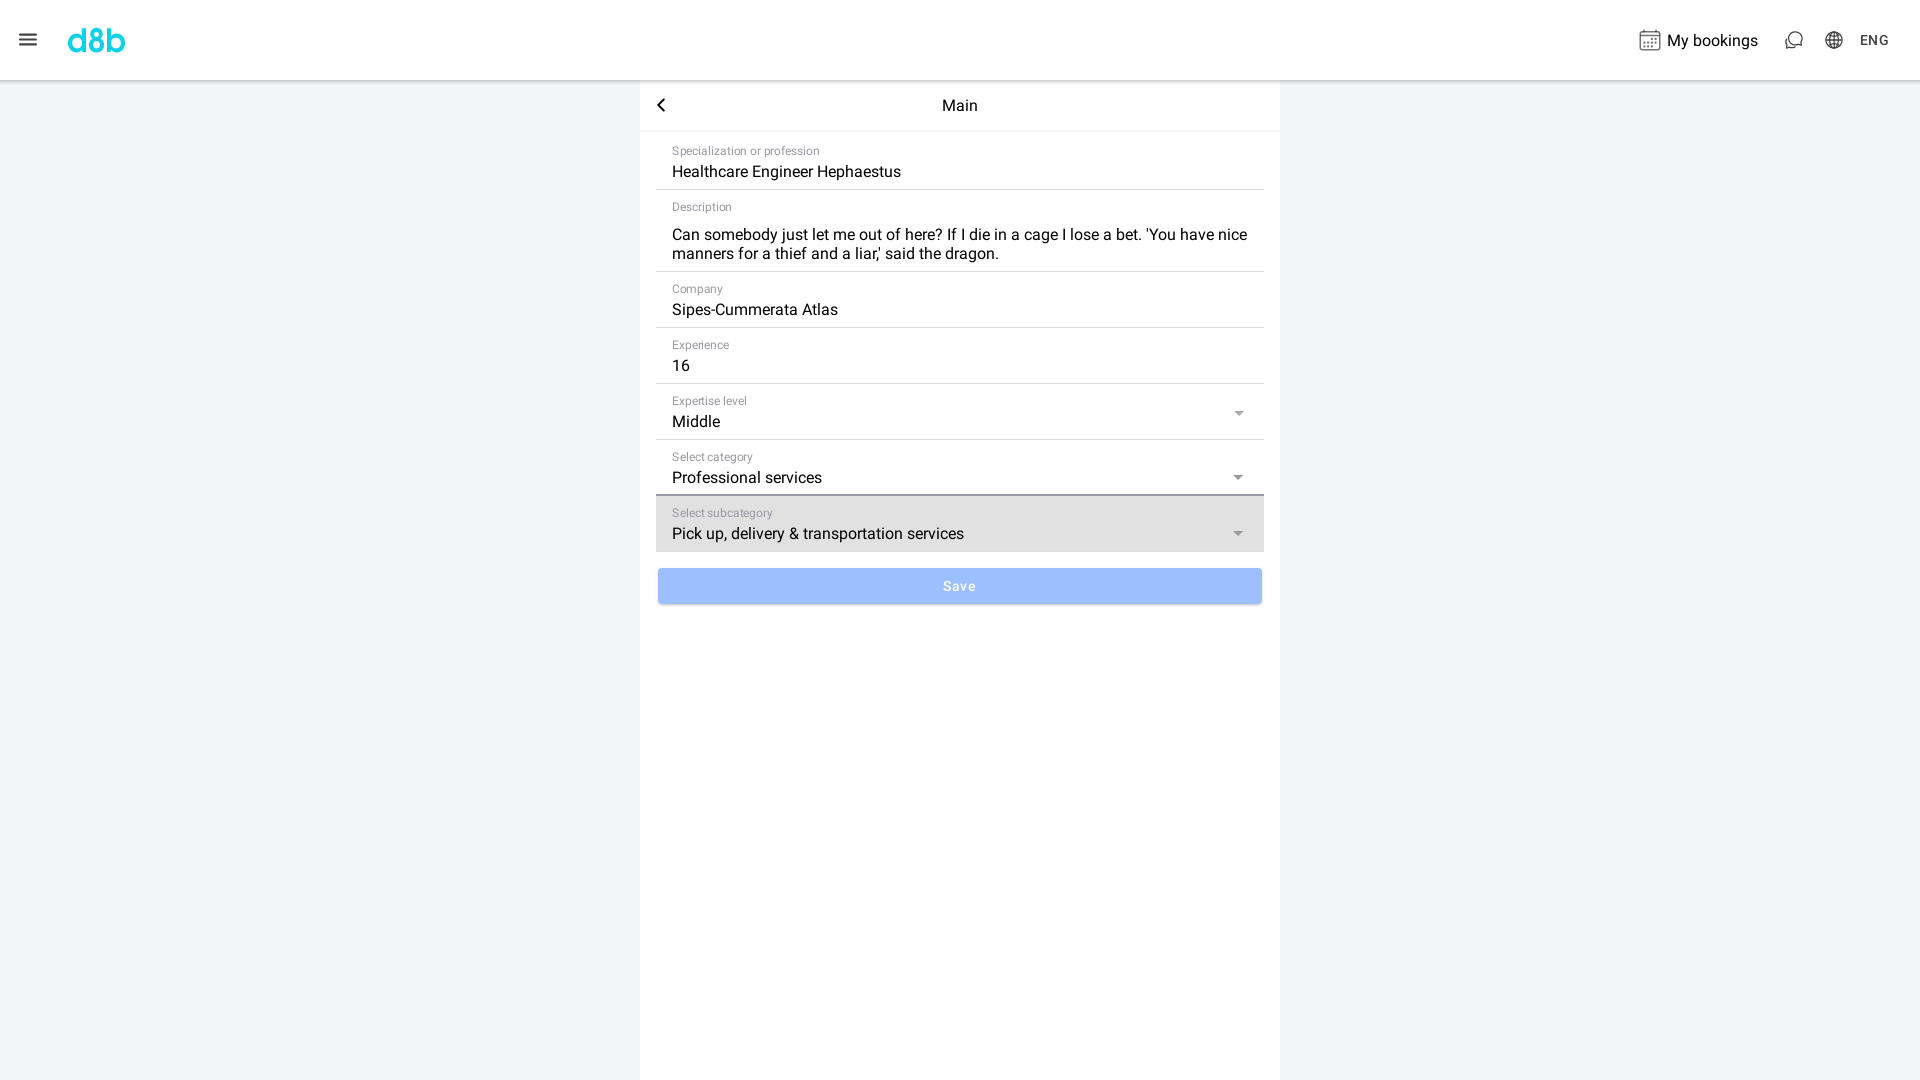 d8b
My bookings
ENG
Main
Specialization or profession
Healthcare Engineer Hephaestus
Description
Can somebody just let me out of here? If I die in a cage I lose a bet. 'You have nice
manners for a thief and a liar,' said the dragon.
Company
Sipes-Cummerata Atlas
Experience
16
Expertise level
Middle
Select category
Professional services
Select subcategory
Pick up, delivery & transportation services
Save